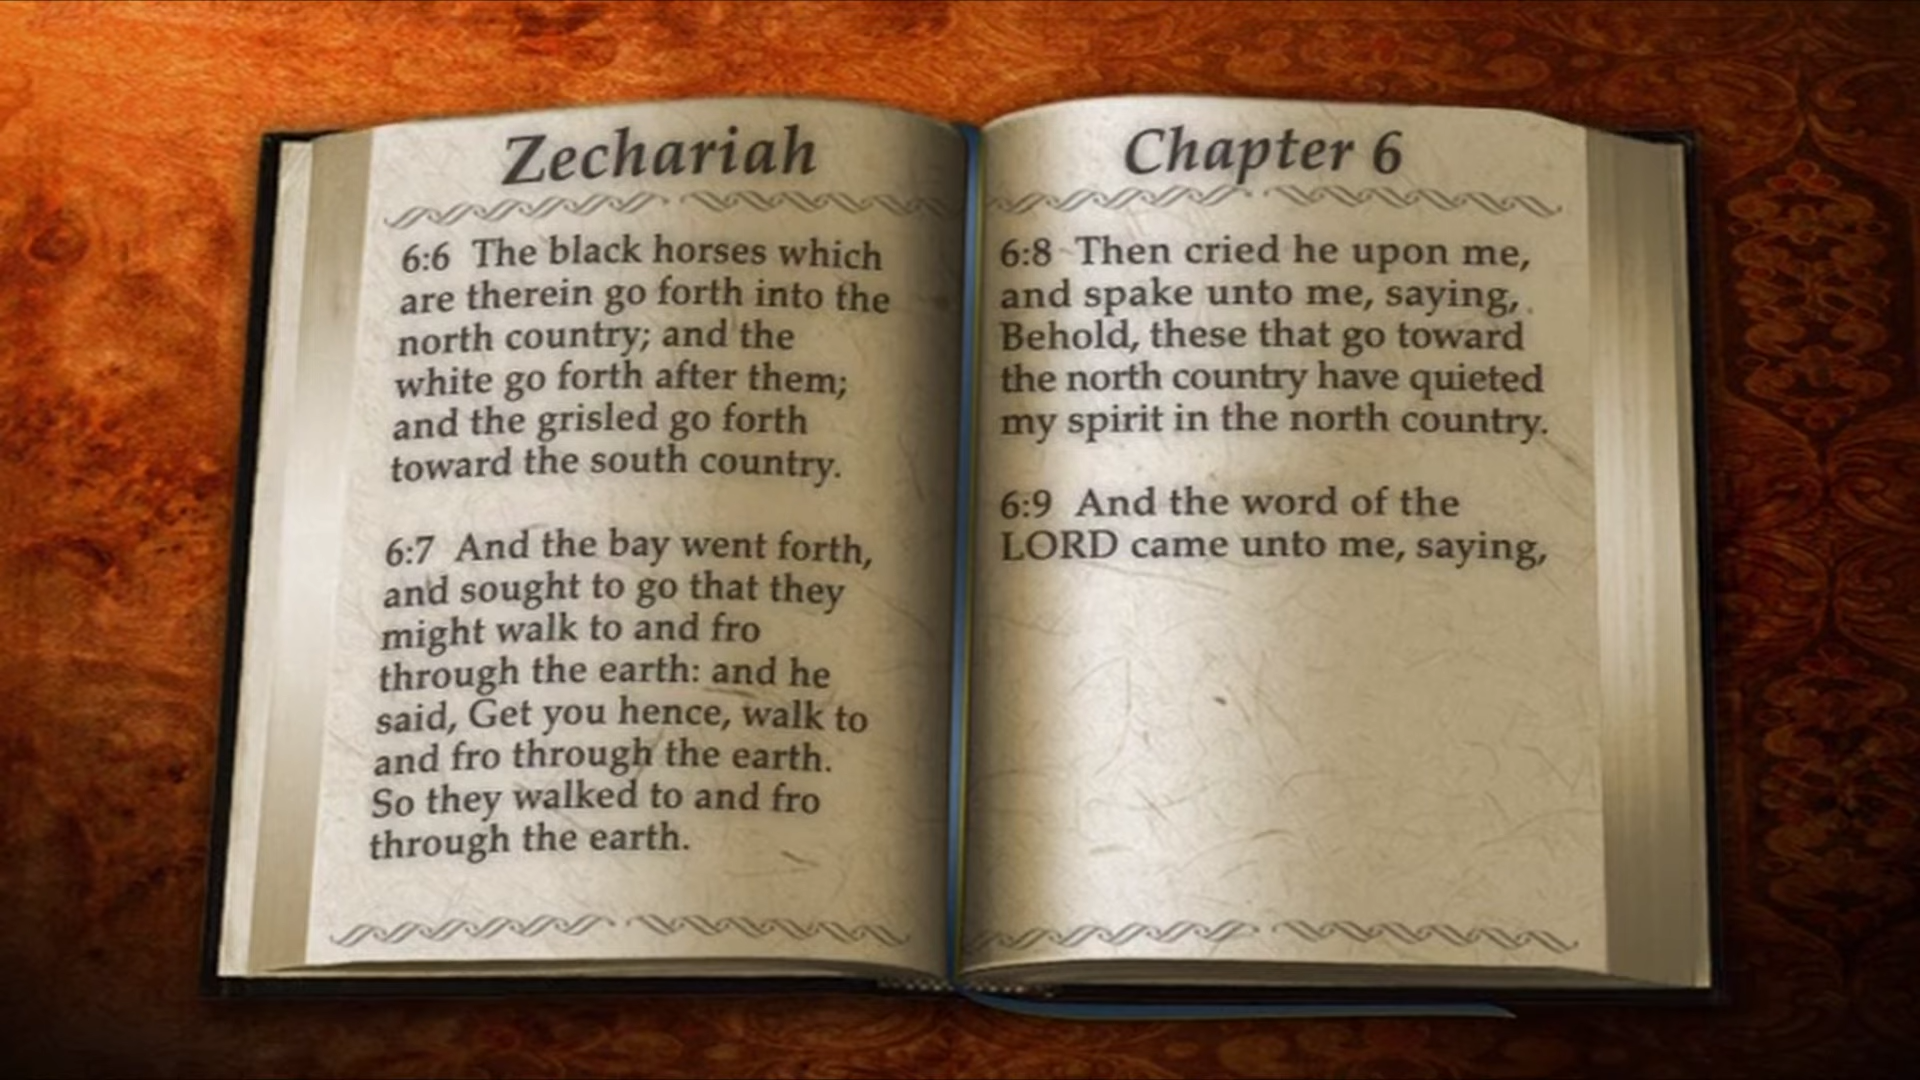 Zechariah
6:6 The black horses which
are therein go forth into the
north country; and the
white go forth after them;
and the grisled go forth
toward the south country.
6:7 And the bay went forth,
and sought to go that they
might walk to and fro
through the earth: and he
said, Get you hence, walk to
and fro through the earth.
So they walked to and fro
through the earth.
Chapter 6
6:8 Then cried he upon me,
and spake unto me, saying,
Behold, these that go toward
the north country have quieted
my spirit in the north country.
6:9 And the word of the
LORD came unto me, saying,